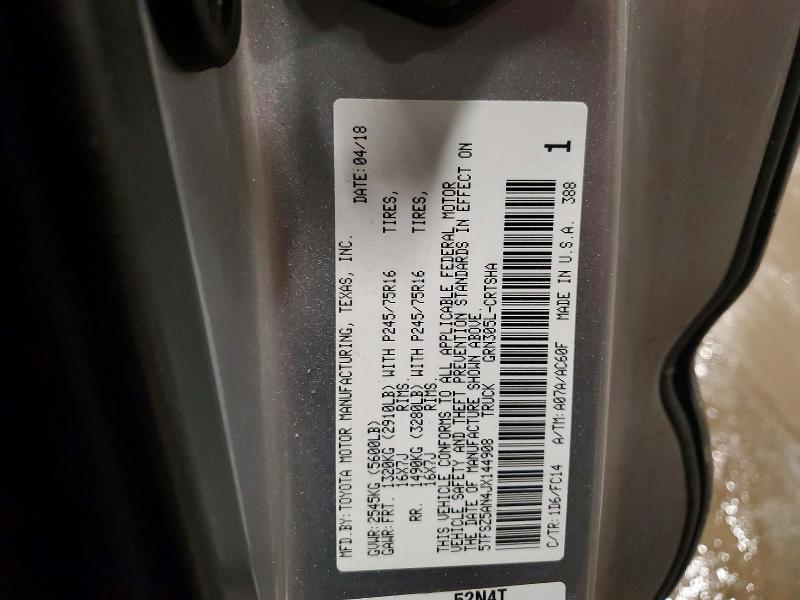 MFD.BY: TOYOTA MOTOR MANUFACTURING, TEXAS, INC. DATE: 04/18
GVWR: 2545KG (5600LB)
GAWR: FRT. 1320KG (2910LB) WITH P245/75R16 TIRES,
16X7J RIMS.
RR. 1490KG (3280LB) WITH P245/75R16 TIRES,
16X7J RIMS.
THIS VEHICLE CONFORMS TO ALL APPLICABLE FEDERAL MOTOR
VEHICLE SAFETY AND THEFT PREVENTION STANDARDS IN EFFECT ON
THE DATE OF MANUFACTURE SHOWN ABOVE.
5TFSZ5AN4JX144908 TRUCK GRN305L-CRTSHA
C/TR: 1D6/FC14 A/TM: A07A/AC60F MADE IN U.S.A. 388
1
52N4T